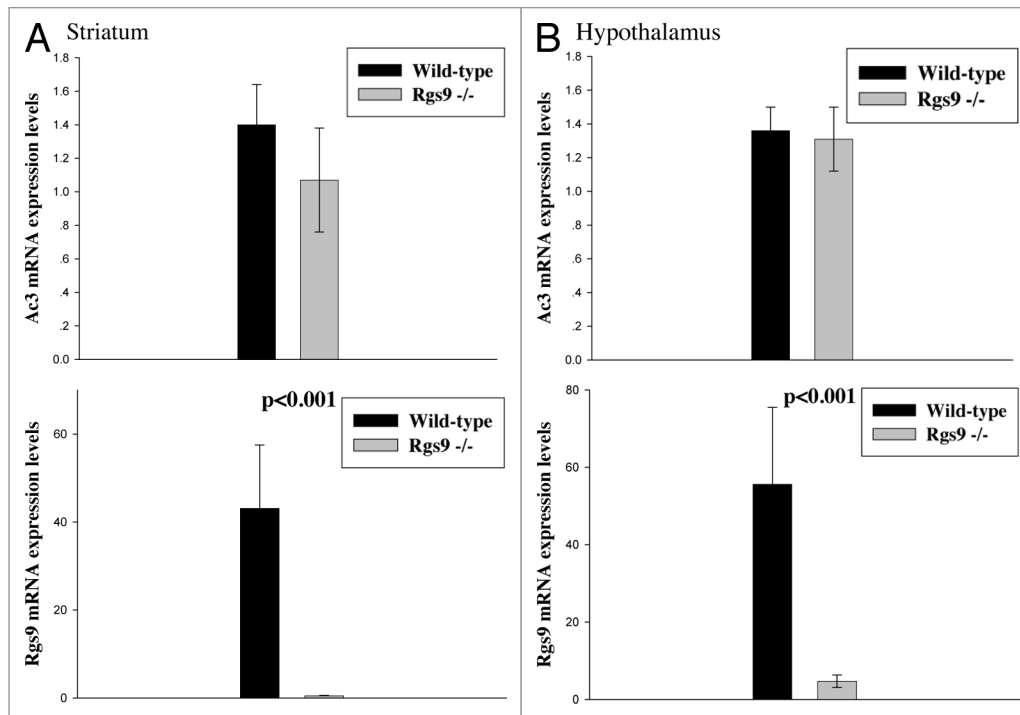 A Striatum
Ac3 mRNA expression levels
1.8
1.6
1.4
1.2
1.0
.8
.6
.4
.2
0.0
Wild-type
Rgs9 -/-
Rgs9 mRNA expression levels
60
40
20
0
p<0.001
Wild-type
Rgs9 -/-
B Hypothalamus
Ac3 mRNA expression levels
1.8
1.6
1.4
1.2
1.0
.8
.6
.4
.2
0.0
Wild-type
Rgs9 -/-
Rgs9 mRNA expression levels
80
60
40
20
0
p<0.001
Wild-type
Rgs9 -/-